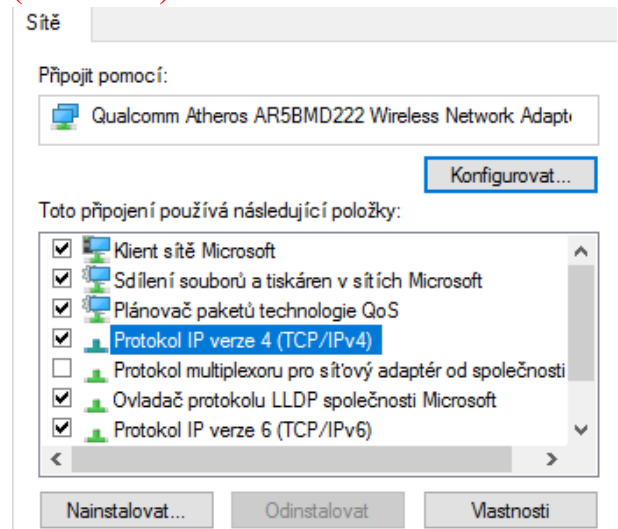 Sítě
Připojit pomocí:
Qualcomm Atheros AR5BMD222 Wireless Network Adapt
Konfigurovat...
Toto připojení používá následující položky:
Klient sítě Microsoft
Sdílení souborů a tiskáren v sítích Microsoft
Plánovač paketů technologie QoS
Protokol IP verze 4 (TCP/IPv4)
Protokol multiplexoru pro síťový adaptér od společnosti
Ovladač protokolu LLDP společnosti Microsoft
Protokol IP verze 6 (TCP/IPv6)
Nainstalovat...
Odinstalovat
Vlastnosti